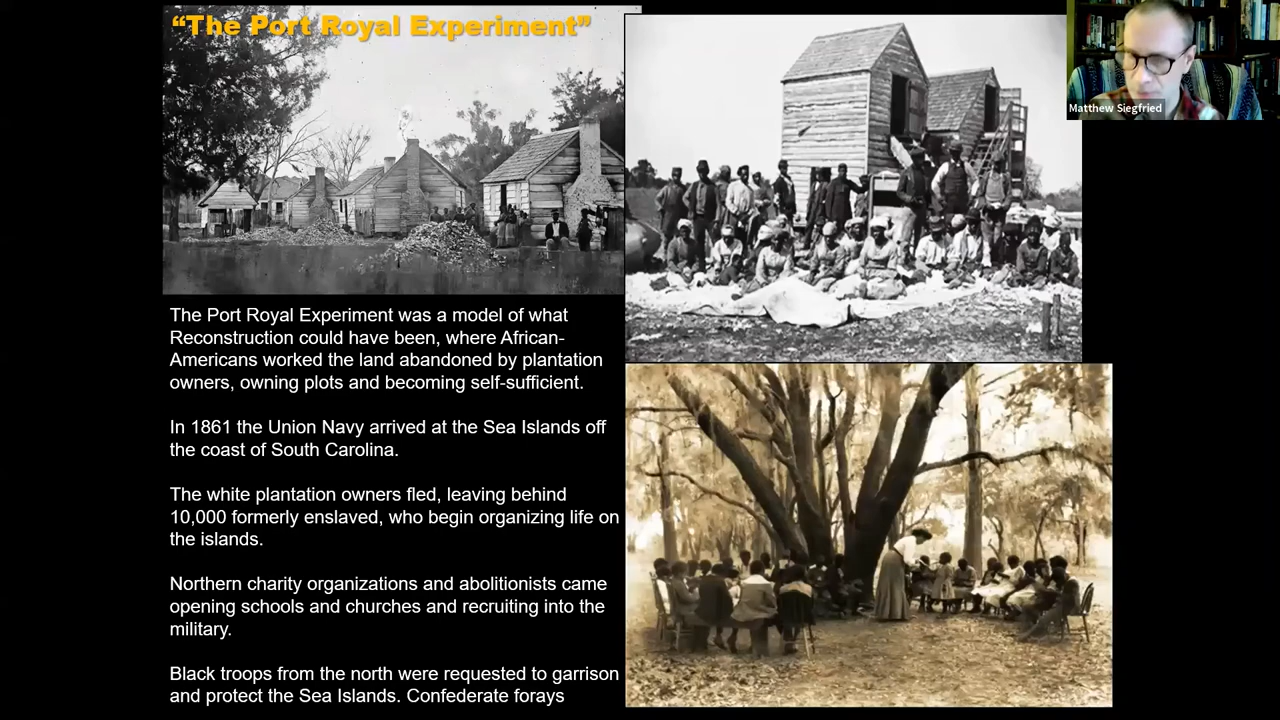 "The Port Royal Experiment"
Matthew Siegfried
The Port Royal Experiment was a model of what
Reconstruction could have been, where African-
Americans worked the land abandoned by plantation
owners, owning plots and becoming self-sufficient.
In 1861 the Union Navy arrived at the Sea Islands off
the coast of South Carolina.
The white plantation owners fled, leaving behind
10,000 formerly enslaved, who begin organizing life on
the islands.
Northern charity organizations and abolitionists came
opening schools and churches and recruiting into the
military.
Black troops from the north were requested to garrison
and protect the Sea Islands. Confederate forays